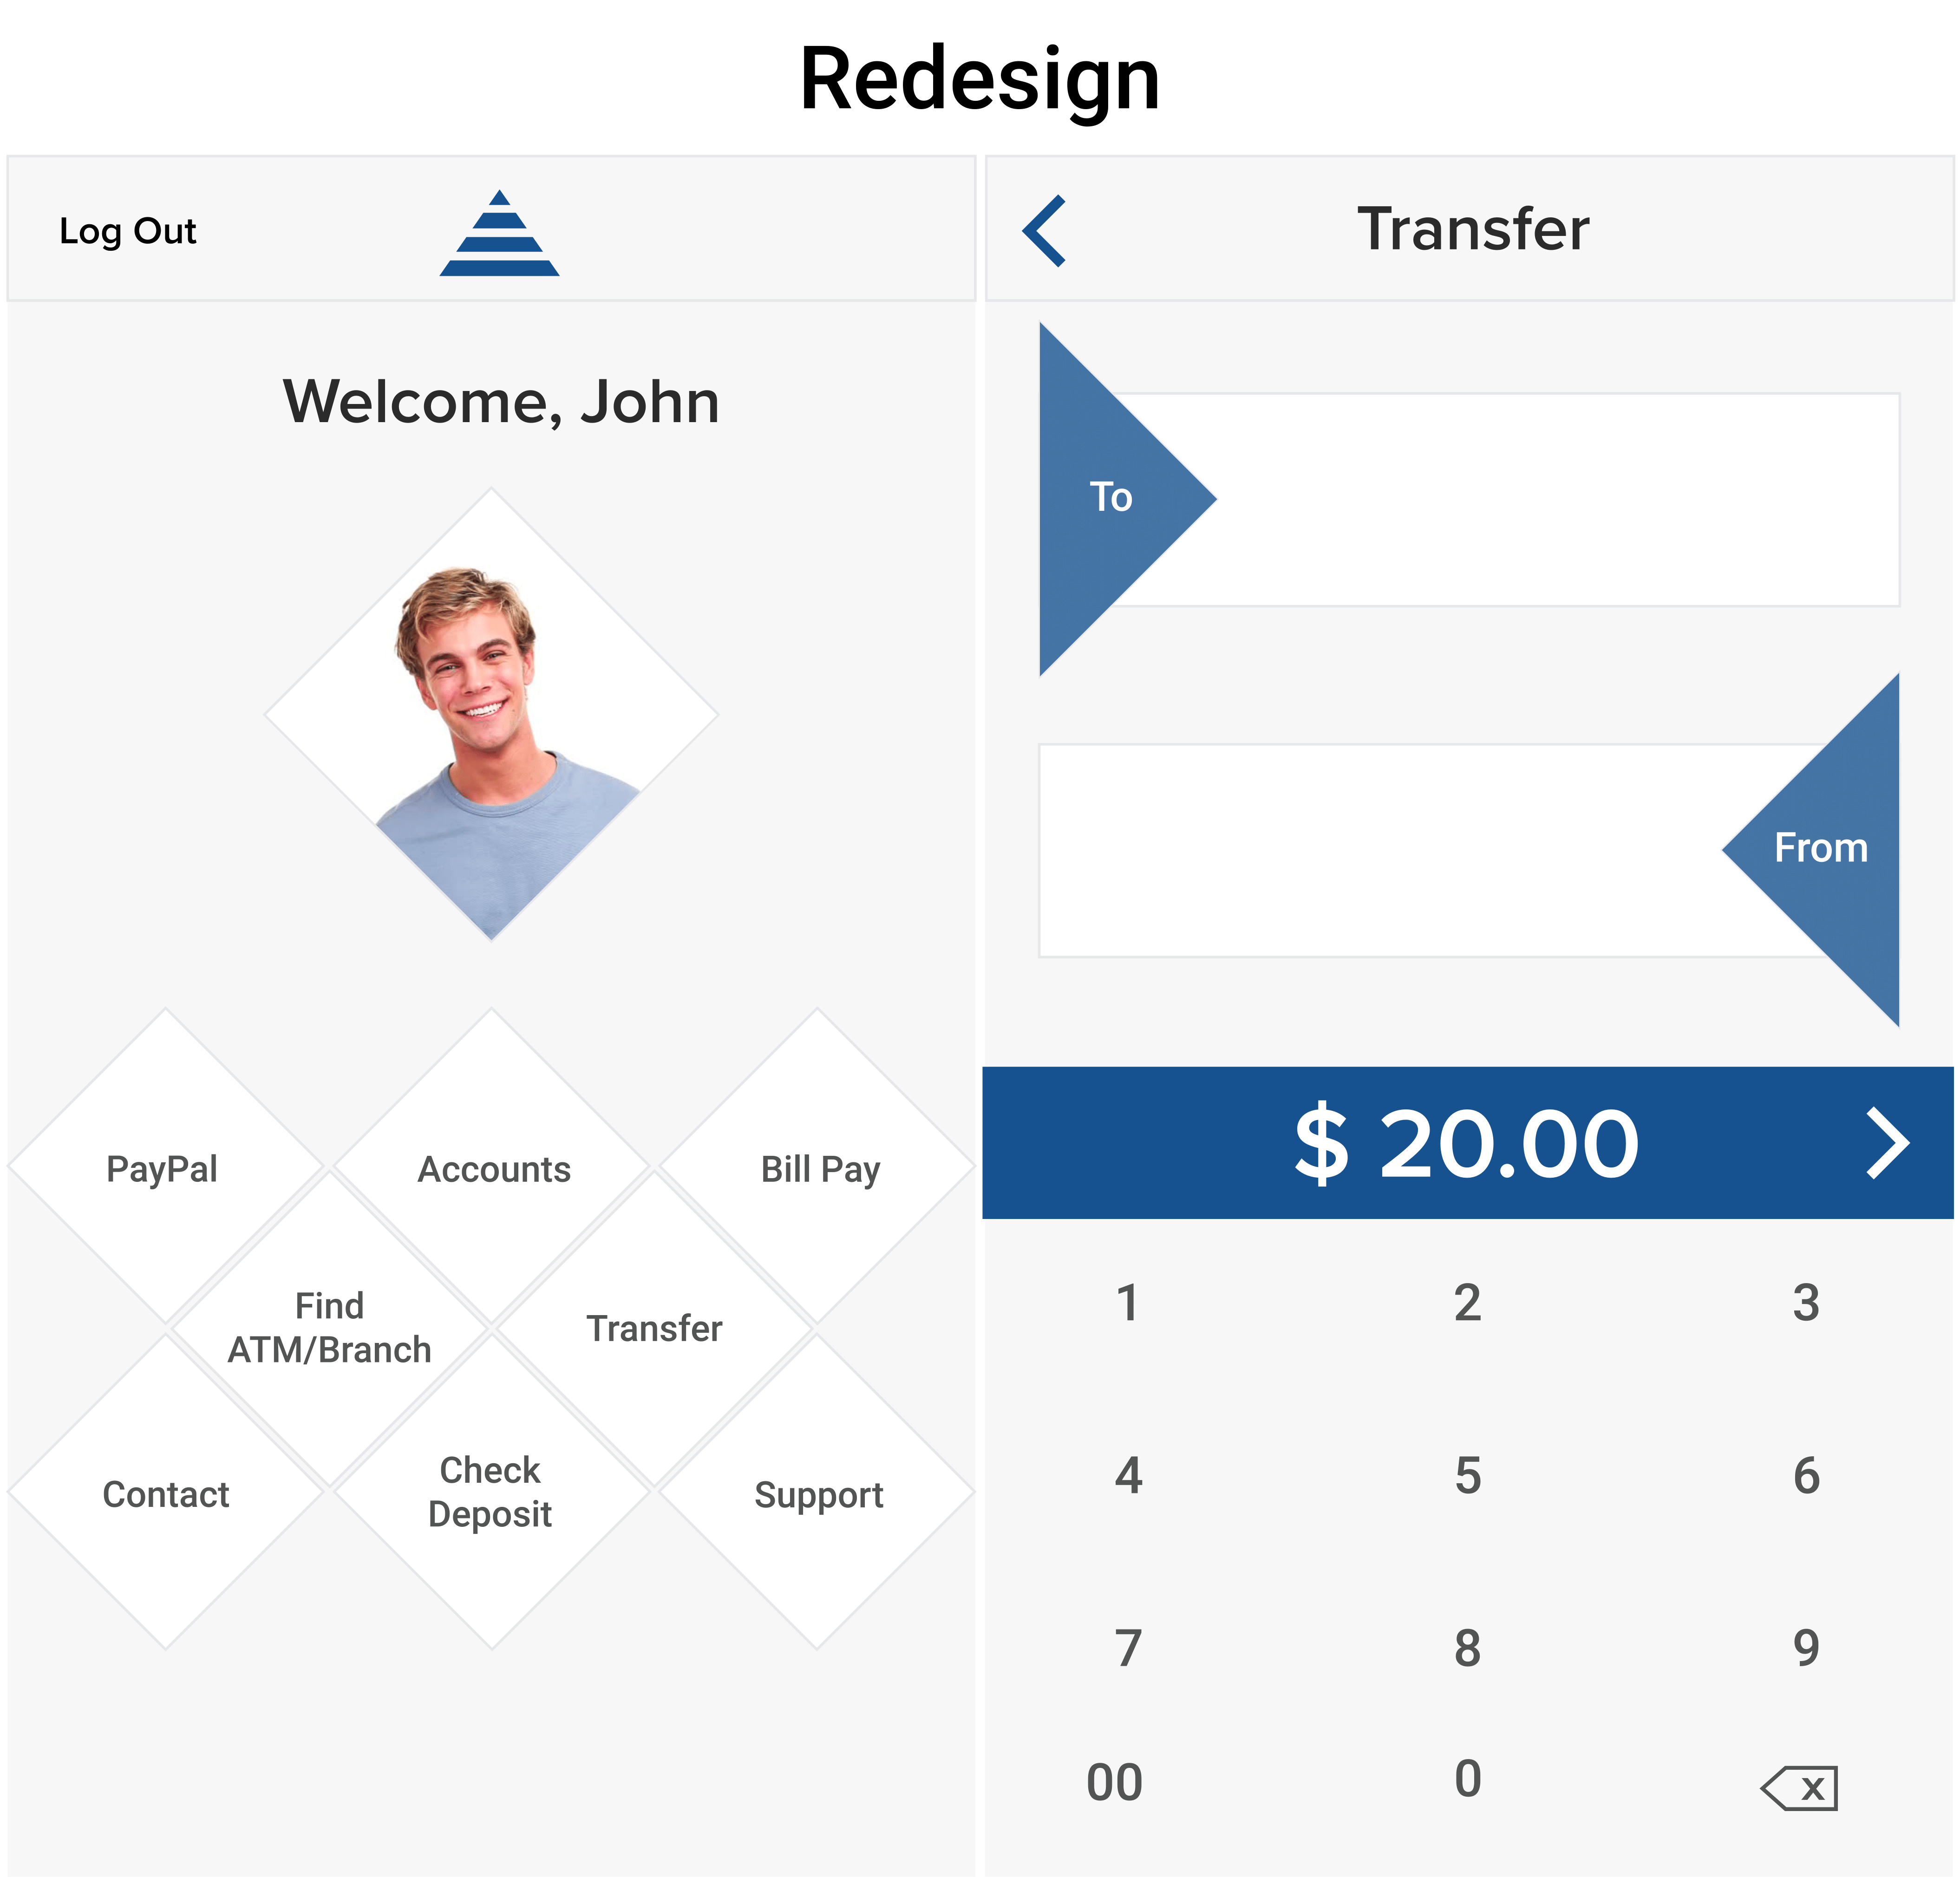 Redesign
Log Out
Welcome, John
PayPal
Accounts
Bill Pay
Find
ATM/Branch
Transfer
Contact
Check
Deposit
Support
Transfer
To
From
$ 20.00
1 2 3
4 5 6
7 8 9
00 0 x